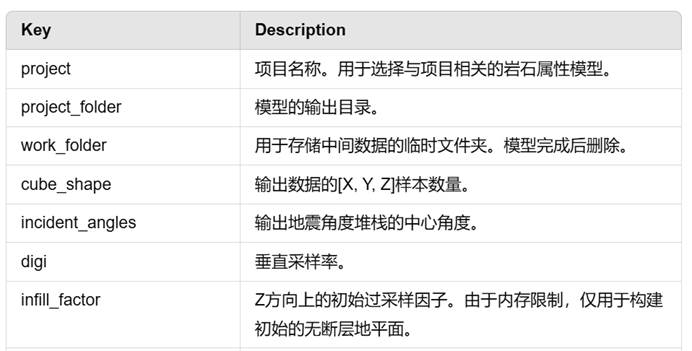 Key Description
project 项目名称。用于选择与项目相关的岩石属性模型。
project_folder 模型的输出目录。
work_folder 用于存储中间数据的临时文件夹。模型完成后删除。
cube_shape 输出数据的[X, Y, Z]样本数量。
incident_angles 输出地震角度堆栈的中心角度。
digi 垂直采样率。
infill_factor Z方向上的初始过采样因子。由于内存限制，仅用于构建
初始的无断层地平面。